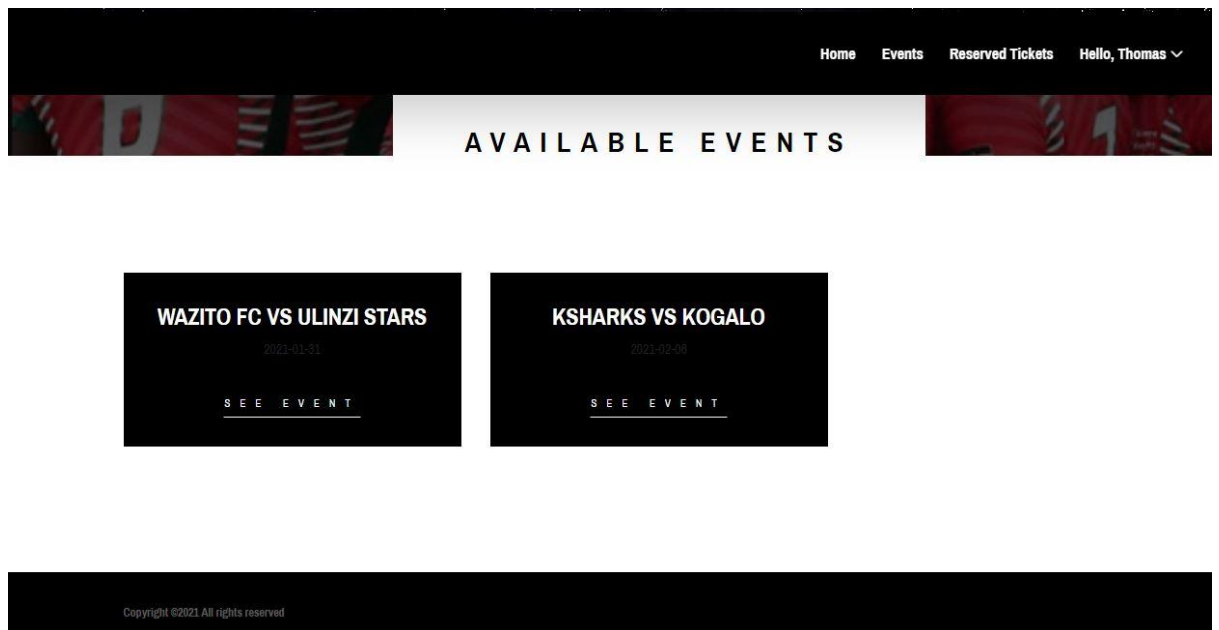 Home Events Reserved Tickets Hello, Thomas
AVAILABLE EVENTS
WAZITO FC VS ULINZI STARS
2021-01-31
SEE EVENT
KSHARKS VS KOGALO
2021-02-06
SEE EVENT
Copyright ©2021 All rights reserved